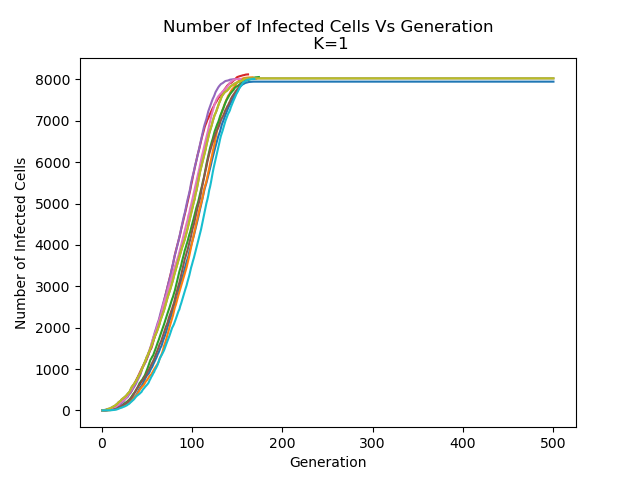 Number of Infected Cells Vs Generation
K=1
Number of Infected Cells
8000
7000
6000
5000
4000
3000
2000
1000
0
0 100 200 300 400 500
Generation